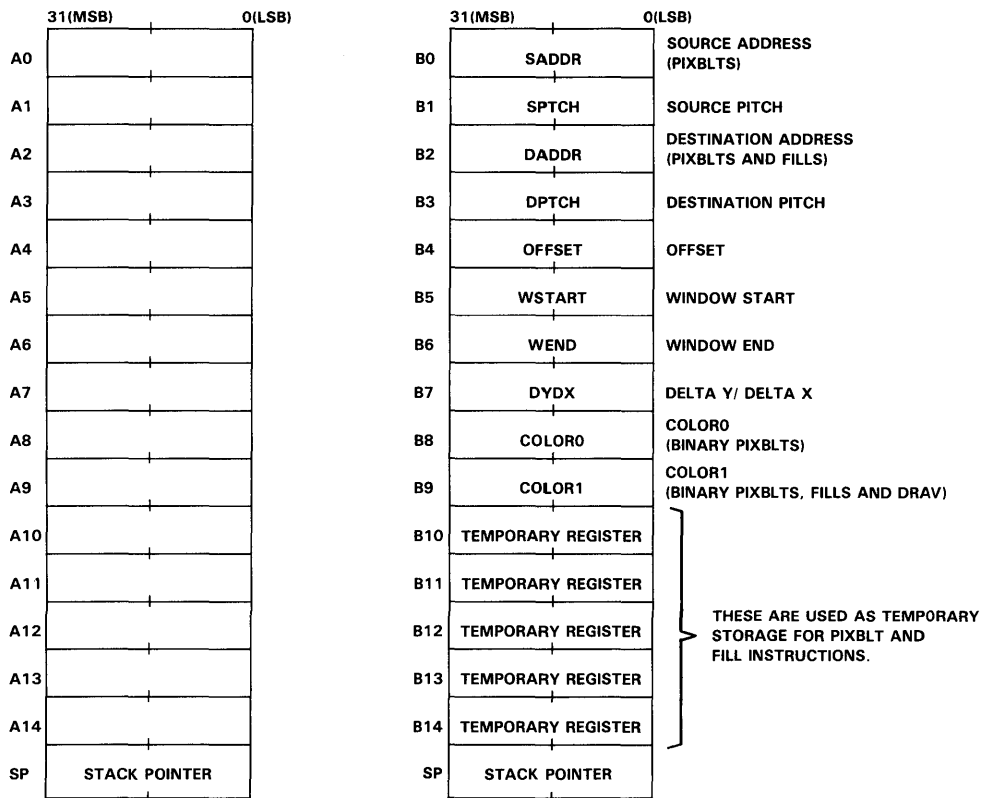 31(MSB) 0(LSB)
A0
A1
A2
A3
A4
A5
A6
A7
A8
A9
A10
A11
A12
A13
A14
SP STACK POINTER
31(MSB) 0(LSB)
B0 SADDR SOURCE ADDRESS
(PIXBLTS)
B1 SPTCH SOURCE PITCH
B2 DADDR DESTINATION ADDRESS
(PIXBLTS AND FILLS)
B3 DPTCH DESTINATION PITCH
B4 OFFSET OFFSET
B5 WSTART WINDOW START
B6 WEND WINDOW END
B7 DYDX DELTA Y/ DELTA X
B8 COLOR0 COLOR0
(BINARY PIXBLTS)
B9 COLOR1 COLOR1
(BINARY PIXBLTS, FILLS AND DRAV)
B10 TEMPORARY REGISTER
B11 TEMPORARY REGISTER
B12 TEMPORARY REGISTER
B13 TEMPORARY REGISTER
B14 TEMPORARY REGISTER
THESE ARE USED AS TEMPORARY
STORAGE FOR PIXBLT AND
FILL INSTRUCTIONS.
SP STACK POINTER